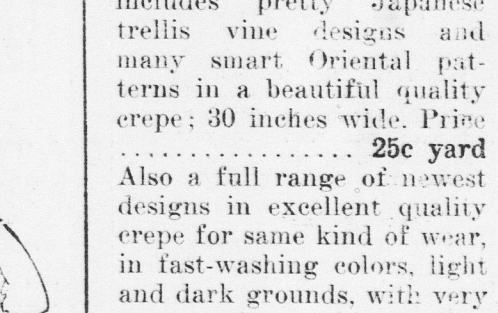 includes pretty Japanese
trellis vine designs and
many smart Oriental pat-
terns in a beautiful quality
crepe; 30 inches wide. Price
.................. 25c yard
Also a full range of newest
designs in excellent quality
crepe for same kind of wear,
in fast-washing colors, light
and dark grounds, with very